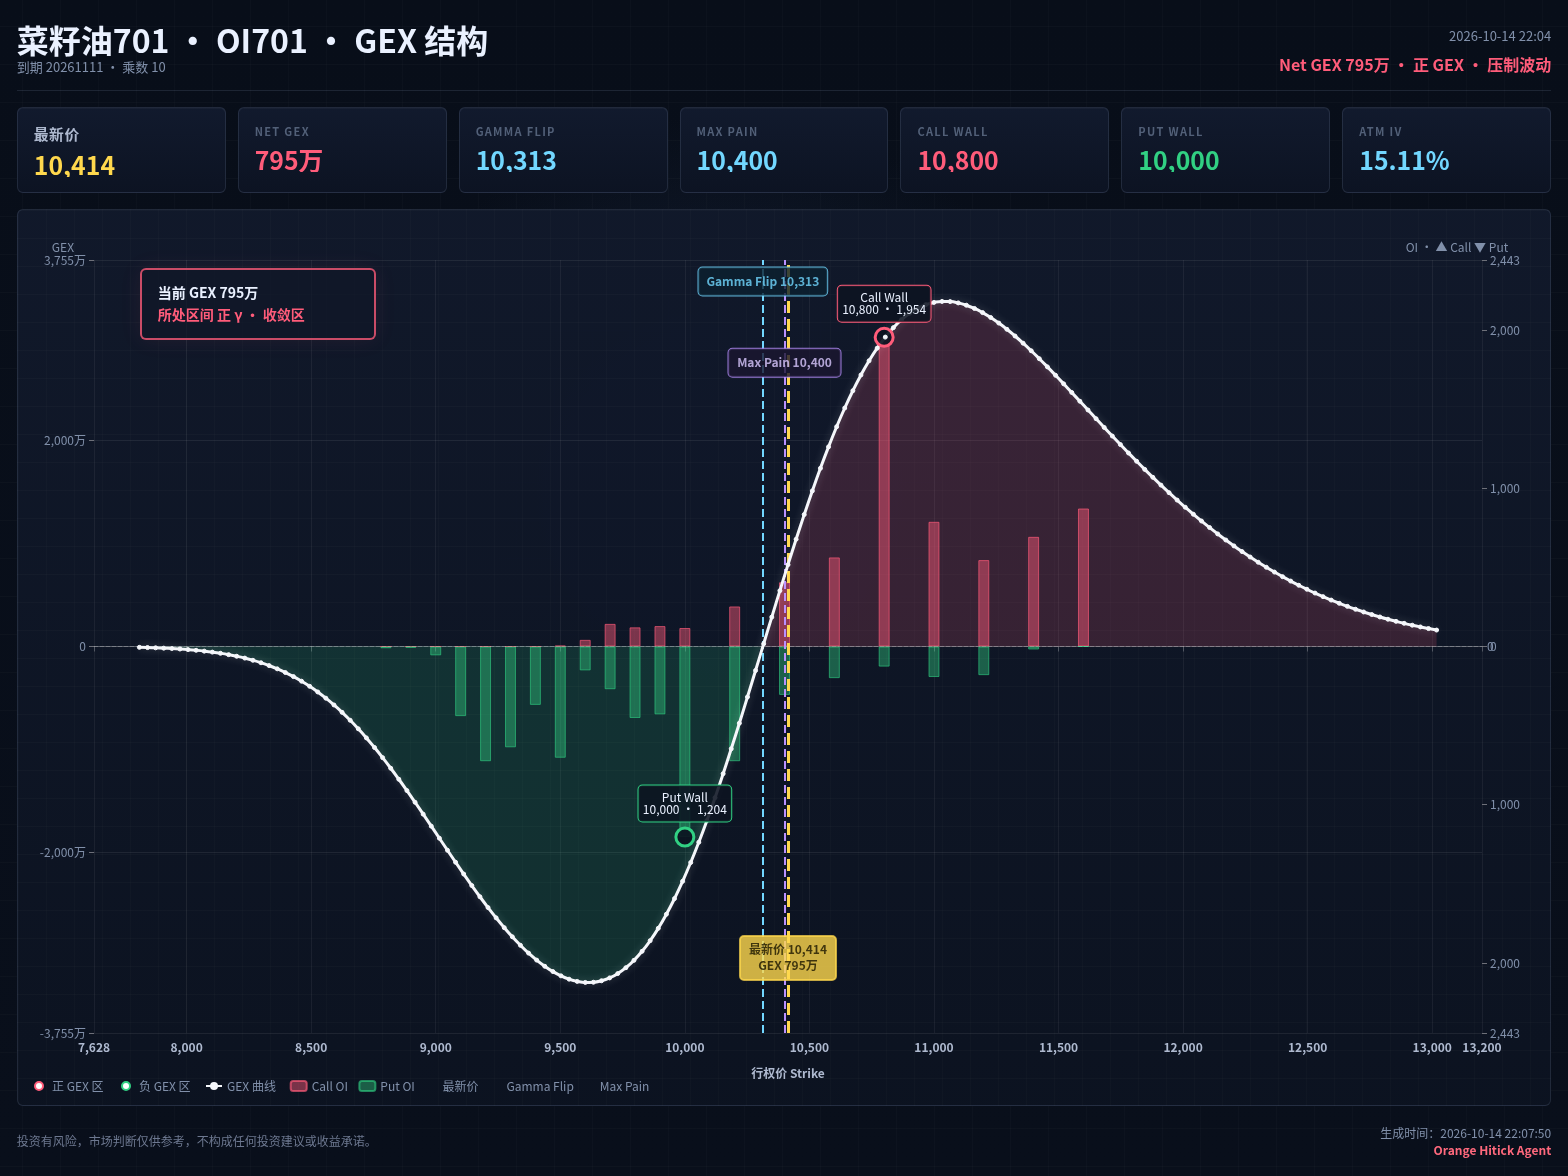 菜籽油701 · OI701 · GEX 结构
到期 20261111 · 乘数 10
2026-10-14 22:04
Net GEX 795万 · 正 GEX · 压制波动
最新价
10,414
NET GEX
795万
GAMMA FLIP
10,313
MAX PAIN
10,400
CALL WALL
10,800
PUT WALL
10,000
ATM IV
15.11%
GEX
OI · ▲ Call ▼ Put
3,755万
2,000万
0
-2,000万
-3,755万
2,443
2,000
1,000
0
0
1,000
2,000
2,443
当前 GEX 795万
所处区间 正 γ · 收敛区
Gamma Flip 10,313
Call Wall
10,800 · 1,954
Max Pain 10,400
Put Wall
10,000 · 1,204
最新价 10,414
GEX 795万
7,628 8,000 8,500 9,000 9,500 10,000 10,500 11,000 11,500 12,000 12,500 13,000 13,200
行权价 Strike
正 GEX 区 负 GEX 区 GEX 曲线 Call OI Put OI 最新价 Gamma Flip Max Pain
投资有风险，市场判断仅供参考，不构成任何投资建议或收益承诺。
生成时间：2026-10-14 22:07:50
Orange Hitick Agent